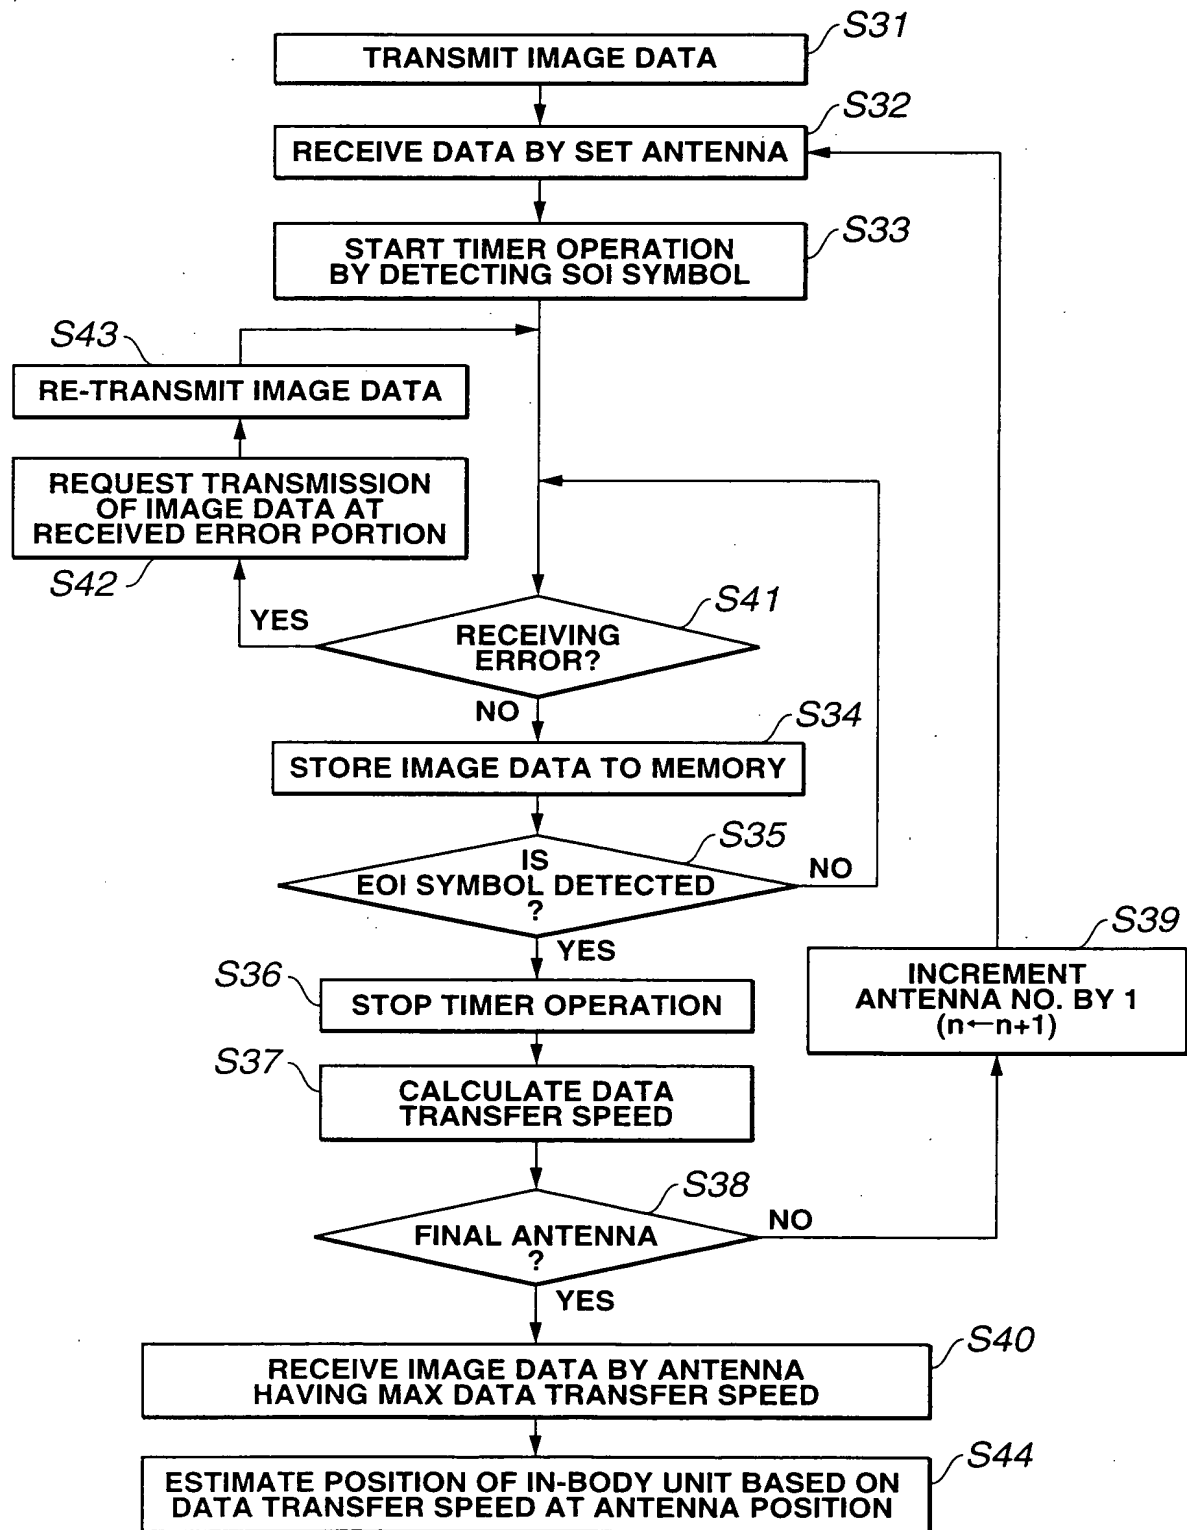 S31
TRANSMIT IMAGE DATA
S32
RECEIVE DATA BY SET ANTENNA
S33
START TIMER OPERATION
BY DETECTING SOI SYMBOL
S43
RE-TRANSMIT IMAGE DATA
REQUEST TRANSMISSION
OF IMAGE DATA AT
RECEIVED ERROR PORTION
S42
YES
S41
RECEIVING
ERROR?
NO
S34
STORE IMAGE DATA TO MEMORY
S35
IS
EOI SYMBOL DETECTED
?
NO
YES
S36
STOP TIMER OPERATION
S39
INCREMENT
ANTENNA NO. BY 1
(n←n+1)
S37
CALCULATE DATA
TRANSFER SPEED
S38
FINAL ANTENNA
?
NO
YES
S40
RECEIVE IMAGE DATA BY ANTENNA
HAVING MAX DATA TRANSFER SPEED
S44
ESTIMATE POSITION OF IN-BODY UNIT BASED ON
DATA TRANSFER SPEED AT ANTENNA POSITION